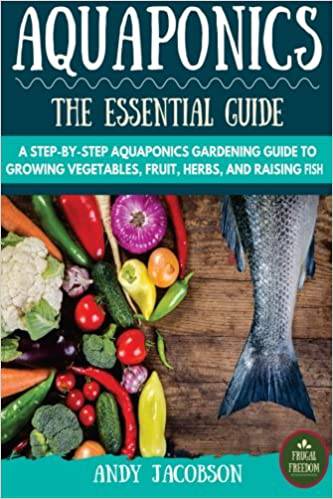 AQUAPONICS
THE ESSENTIAL GUIDE
A STEP-BY-STEP AQUAPONICS GARDENING GUIDE TO
GROWING VEGETABLES, FRUIT, HERBS, AND RAISING FISH
FRUGAL
FREEDOM
ANDY JACOBSON